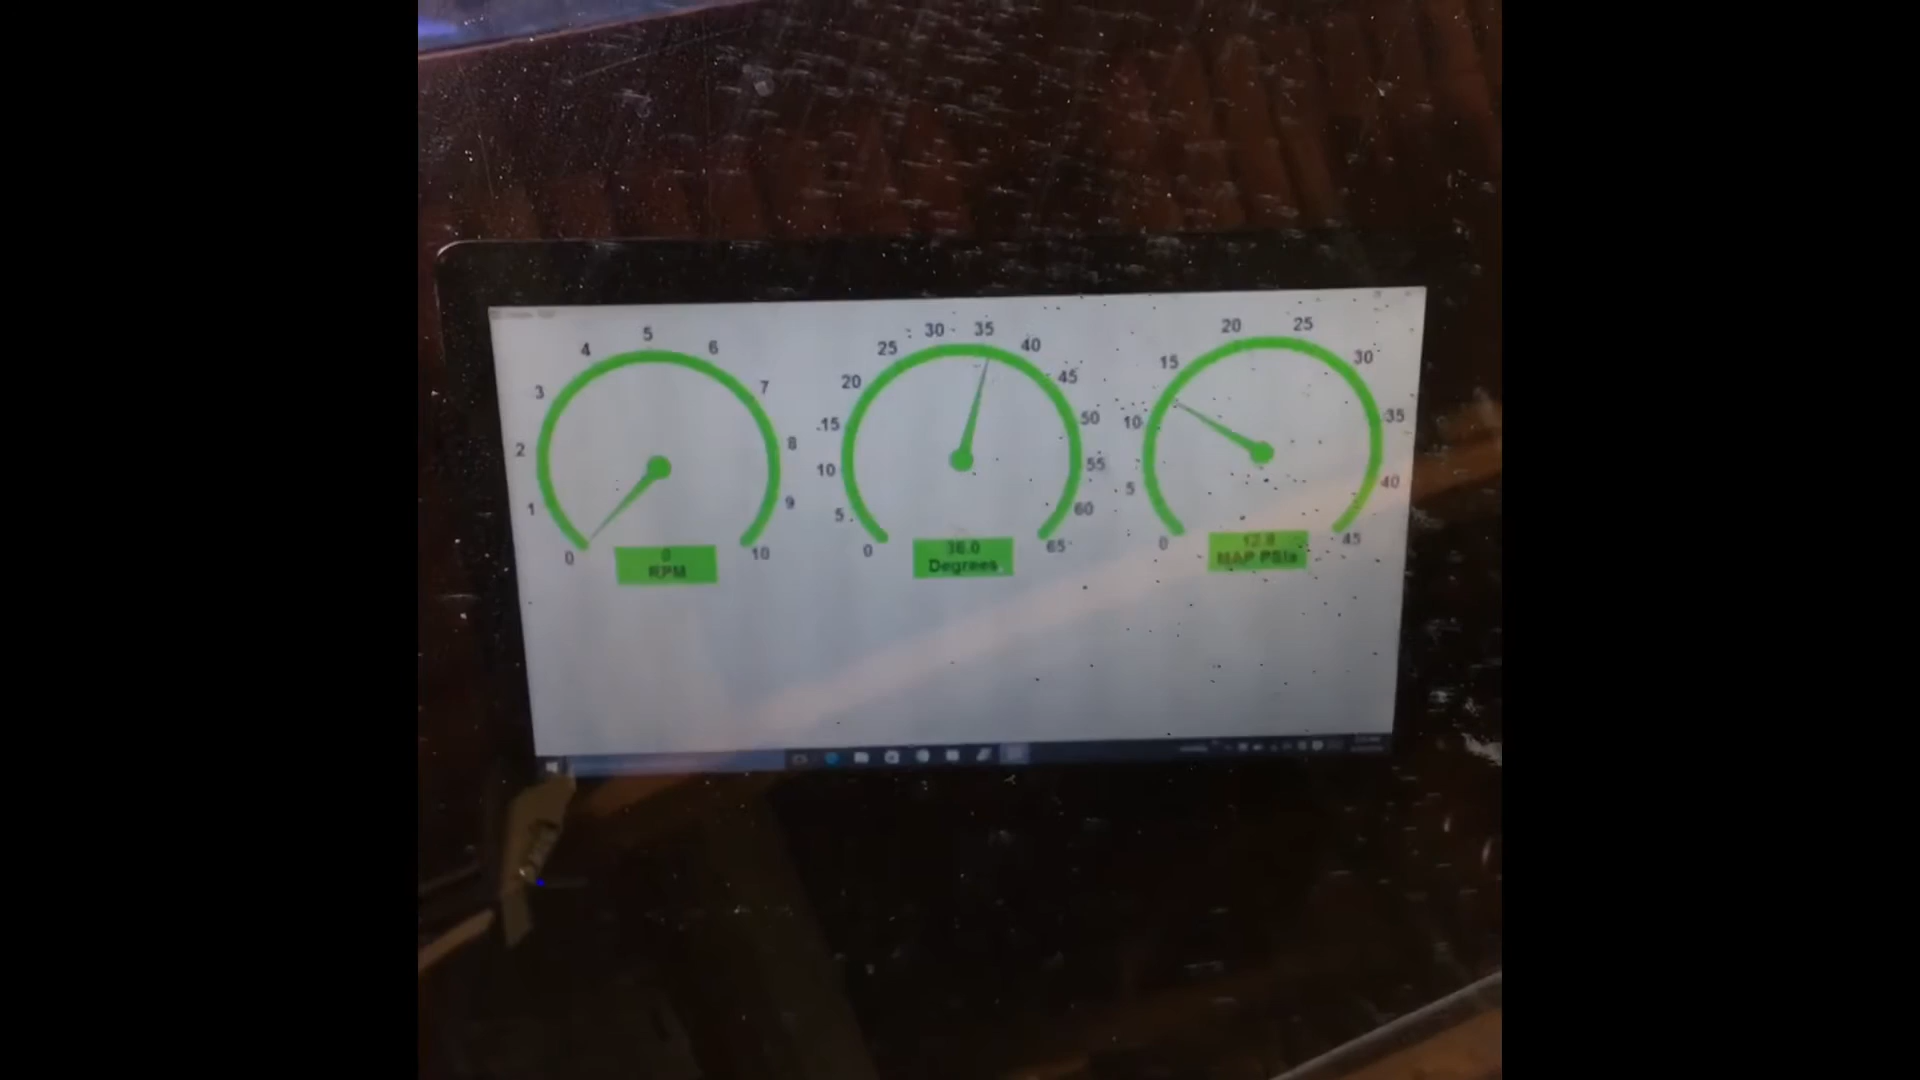 0 1 2 3 4 5 6 7 8 9 10
0
RPM
0 5 10 15 20 25 30 35 40 45 50 55 60 65
36.0
Degrees
0 5 10 15 20 25 30 35 40 45
12.8
MAP PSIa